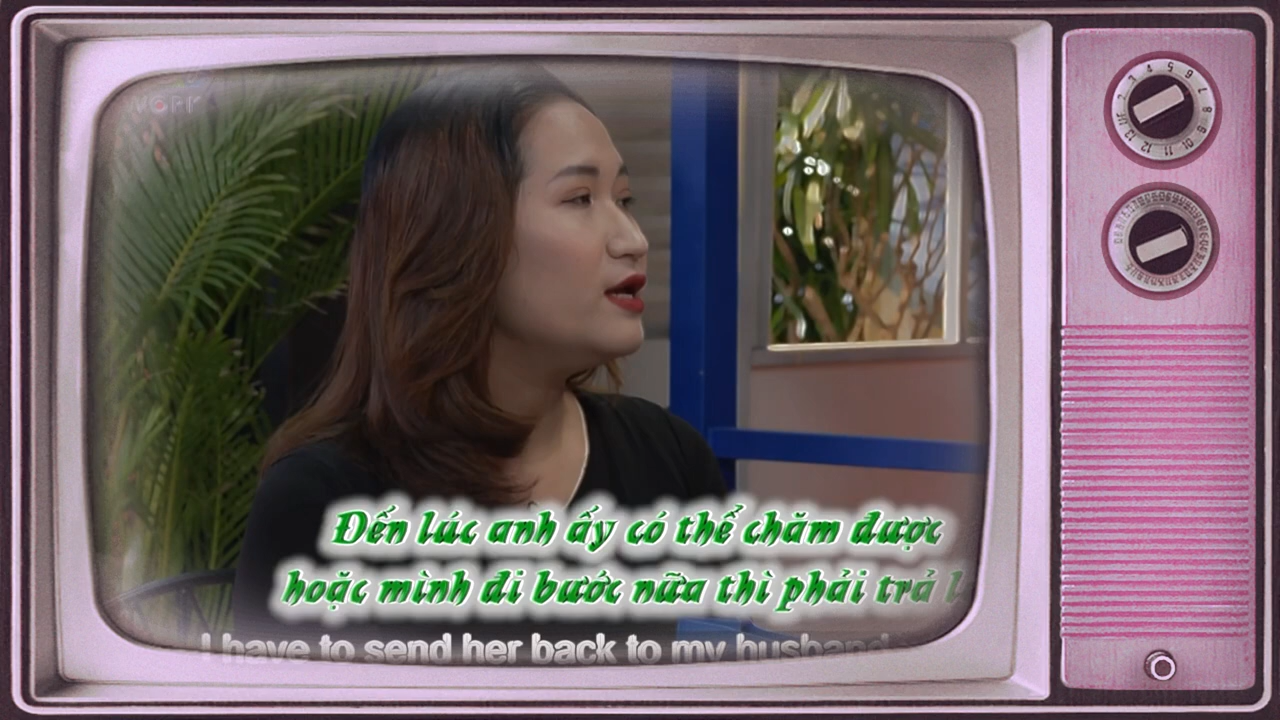 WORK
Đến lúc anh ấy có thể chăm được
hoặc mình đi bước nữa thì phải trả
I have to send her back to my husband